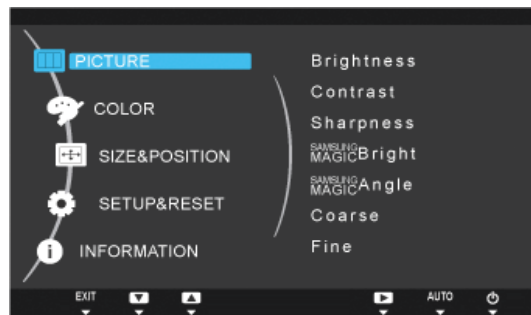 PICTURE
COLOR
SIZE&POSITION
SETUP&RESET
INFORMATION
Brightness
Contrast
Sharpness
SAMSUNG MAGICBright
SAMSUNG MAGICAngle
Coarse
Fine
EXIT AUTO